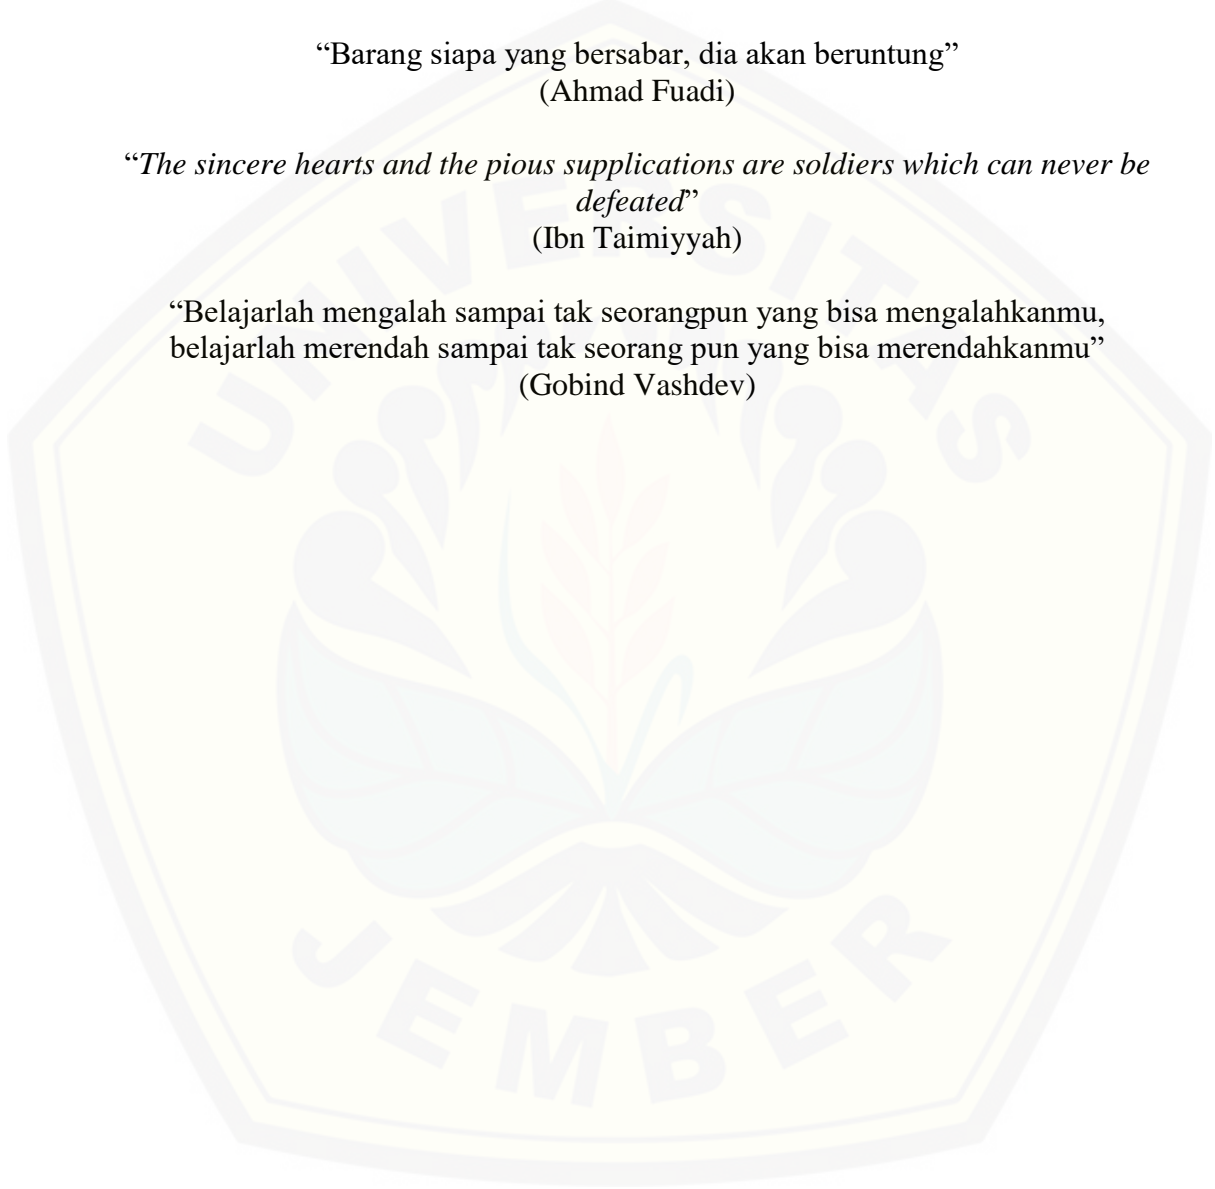 “Barang siapa yang bersabar, dia akan beruntung”
(Ahmad Fuadi)
“The sincere hearts and the pious supplications are soldiers which can never be
defeated”
(Ibn Taimiyyah)
“Belajarlah mengalah sampai tak seorangpun yang bisa mengalahkanmu,
belajarlah merendah sampai tak seorang pun yang bisa merendahkanmu”
(Gobind Vashdev)
UNIVERSITAS
JEMBER